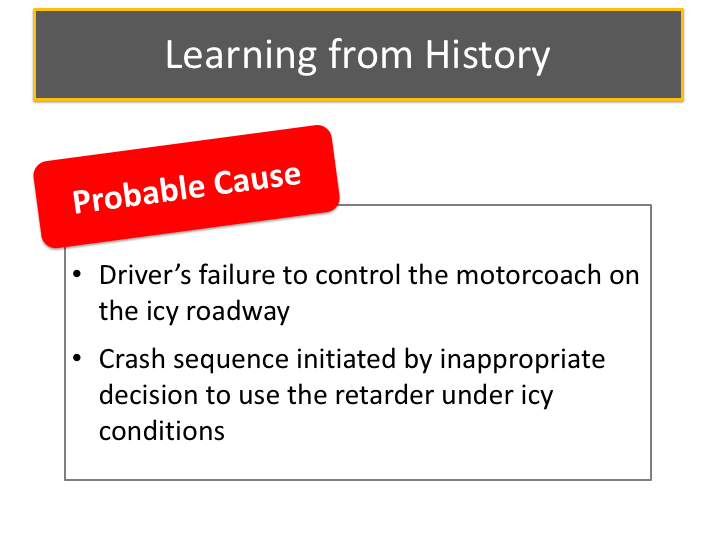 Learning from History
Probable Cause
• Driver’s failure to control the motorcoach on
the icy roadway
• Crash sequence initiated by inappropriate
decision to use the retarder under icy
conditions